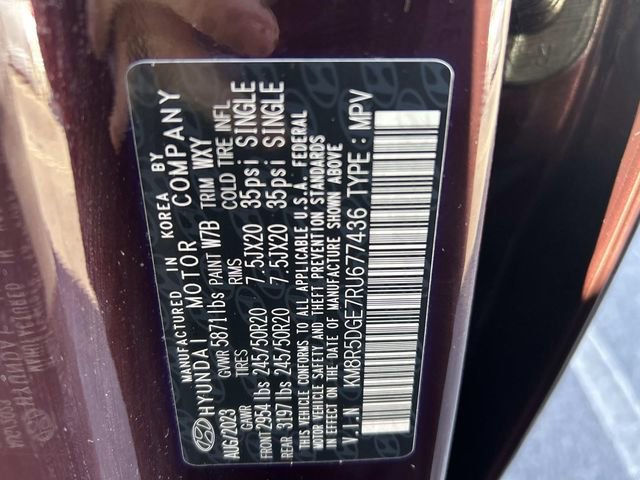 MANUFACTURED IN KOREA BY
HYUNDAI MOTOR COMPANY
AUG/2023 GVWR 5871lbs PAINT W7B TRIM WXY
GAWR TIRES RIMS COLD TIRE INFL
FRONT 2954lbs 245/50R20 7.5JX20 35psi SINGLE
REAR 3197lbs 245/50R20 7.5JX20 35psi SINGLE
THIS VEHICLE CONFORMS TO ALL APPLICABLE U.S.A. FEDERAL
MOTOR VEHICLE SAFETY AND THEFT PREVENTION STANDARDS
IN EFFECT ON THE DATE OF MANUFACTURE SHOWN ABOVE
V.I.N : KM8R5DGE7RU677436 TYPE : MPV